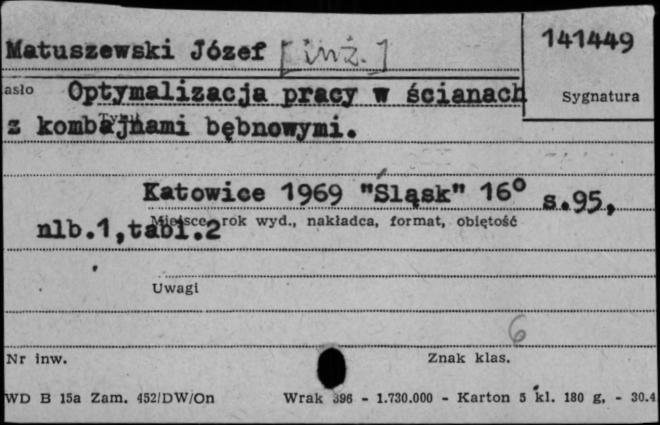 Matuszewski Józef [inż.]
141449
asło Optymalizacja pracy w ścianach
Sygnatura
Tytuł
z kombajnami bębnowymi.
Katowice 1969 "Śląsk" 16° s.95,
Miejsce, rok wyd., nakładca, format, objętość
nlb.1,tabl.2
Uwagi
6
Nr inw.
Znak klas.
WD B 15a Zam. 452/DW/On Wrak 396 - 1.730.000 - Karton 5 kl. 180 g, - 30.4